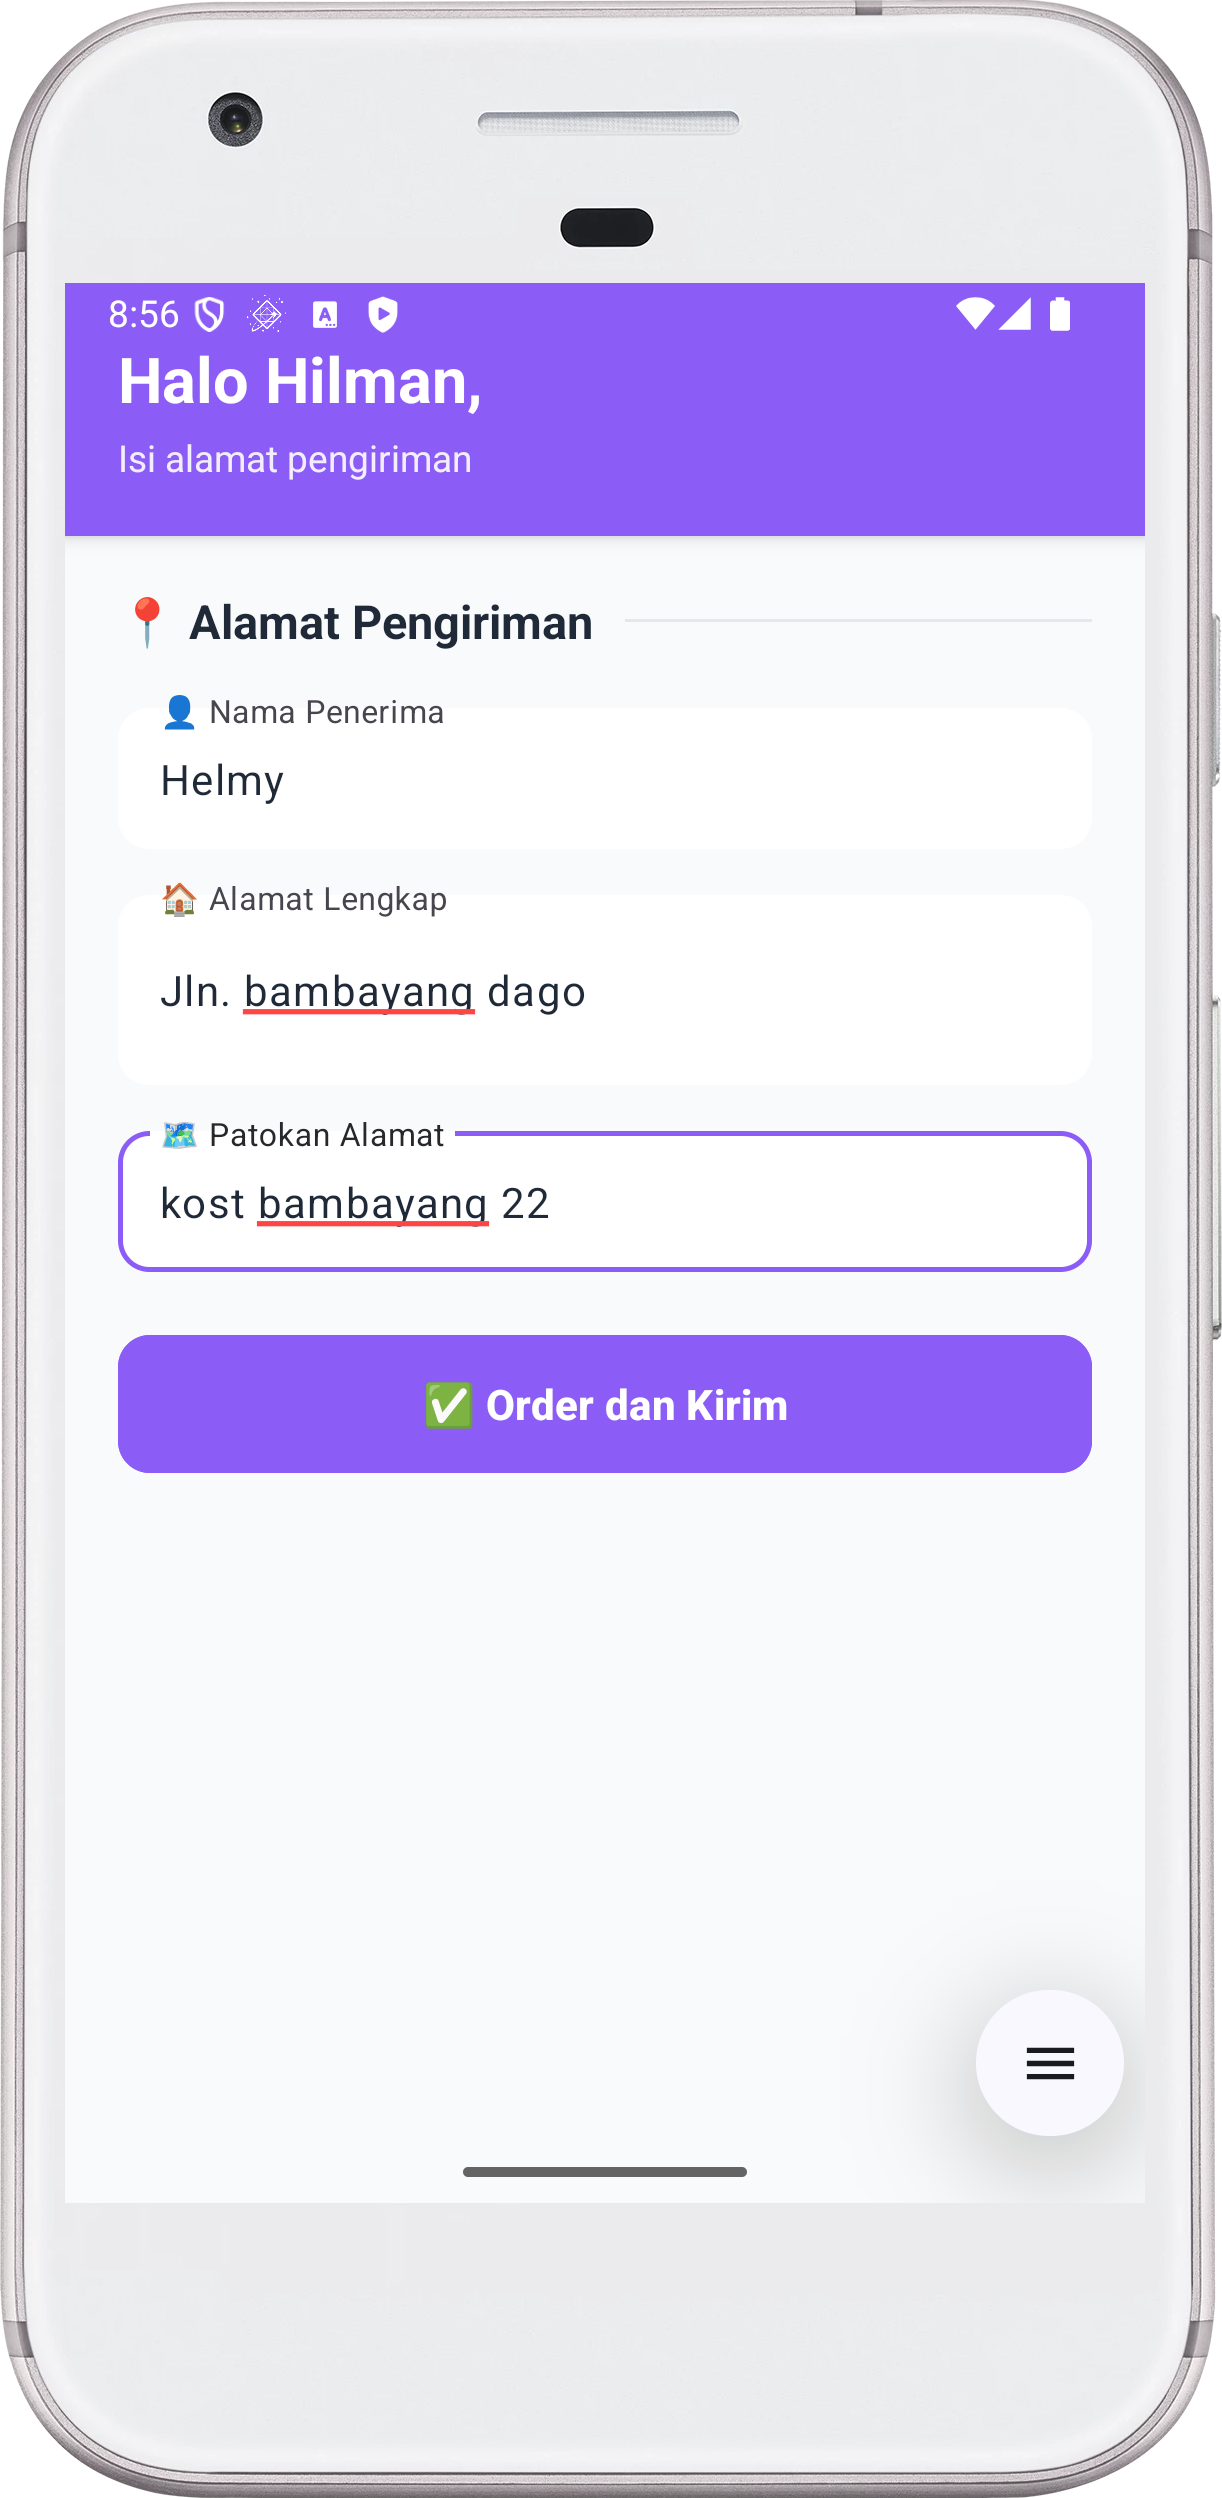 8:56
Halo Hilman,
Isi alamat pengiriman
📍 Alamat Pengiriman
👤 Nama Penerima
Helmy
🏠 Alamat Lengkap
Jln. bambayang dago
🗺️ Patokan Alamat
kost bambayang 22
✅ Order dan Kirim